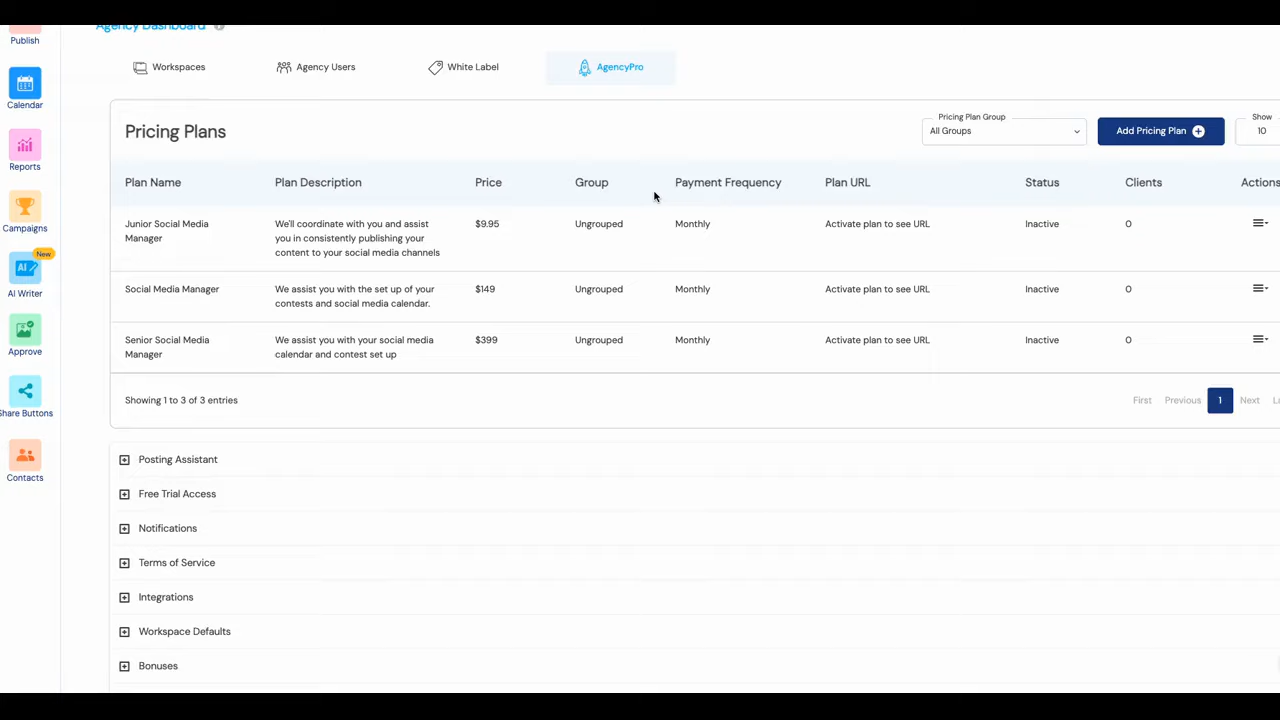 Agency Dashboard
Publish
Calendar
Reports
Campaigns
New
AI
AI Writer
Approve
Share Buttons
Contacts
Workspaces
Agency Users
White Label
AgencyPro
Pricing Plans
Pricing Plan Group
All Groups
Add Pricing Plan
Show
10
Plan Name Plan Description Price Group Payment Frequency Plan URL Status Clients Actions
Junior Social Media
Manager
We'll coordinate with you and assist
you in consistently publishing your
content to your social media channels
$9.95
Ungrouped
Monthly
Activate plan to see URL
Inactive
0
Social Media Manager
We assist you with the set up of your
contests and social media calendar.
$149
Ungrouped
Monthly
Activate plan to see URL
Inactive
0
Senior Social Media
Manager
We assist you with your social media
calendar and contest set up
$399
Ungrouped
Monthly
Activate plan to see URL
Inactive
0
Showing 1 to 3 of 3 entries
First Previous 1 Next
Posting Assistant
Free Trial Access
Notifications
Terms of Service
Integrations
Workspace Defaults
Bonuses